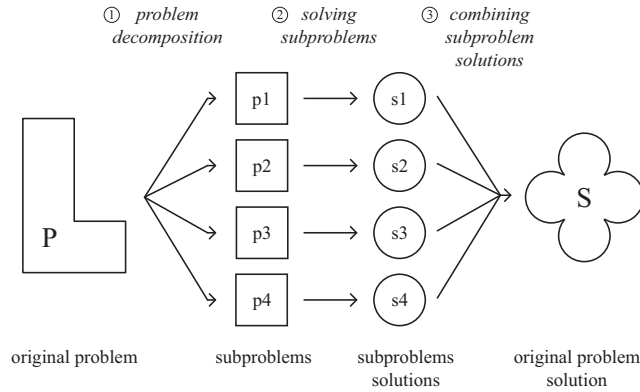 ① problem
decomposition
② solving
subproblems
③ combining
subproblem
solutions
P
p1
p2
p3
p4
s1
s2
s3
s4
S
original problem
subproblems
subproblems
solutions
original problem
solution